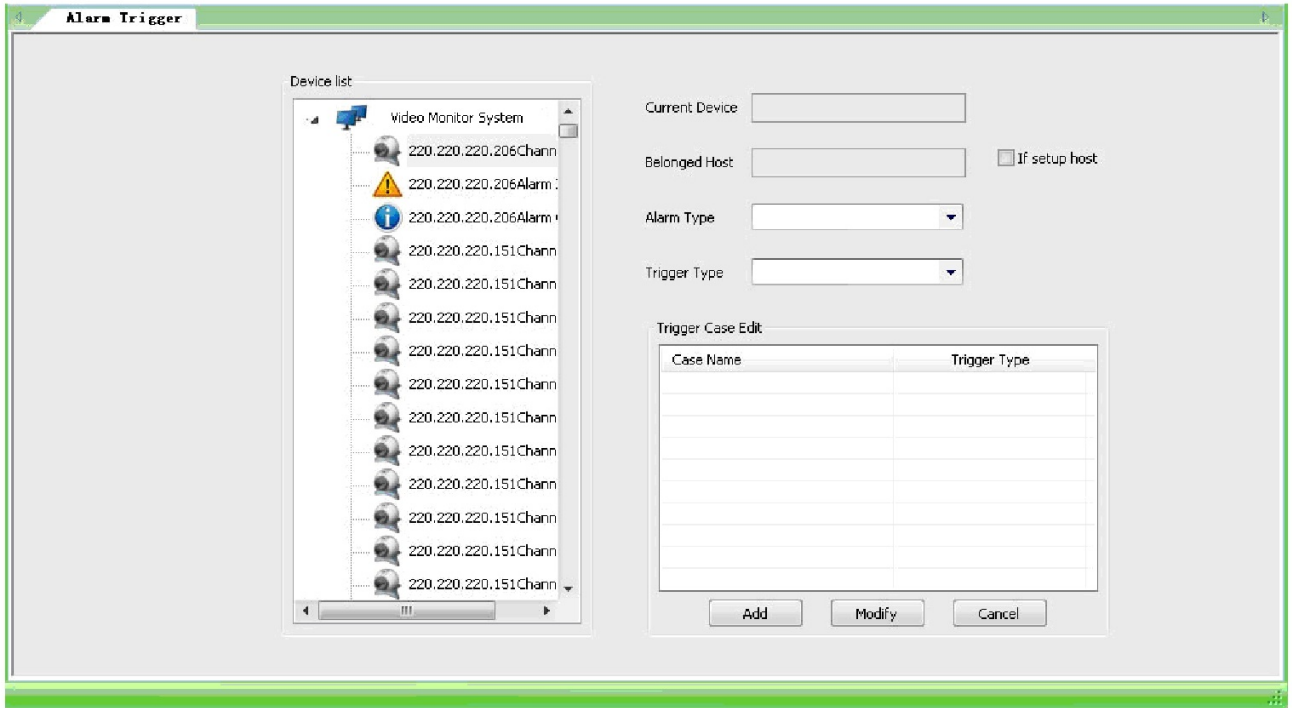 Alarm Trigger
Device list
Video Monitor System
220.220.220.206Chann
220.220.220.206Alarm
220.220.220.206Alarm
220.220.220.151Chann
220.220.220.151Chann
220.220.220.151Chann
220.220.220.151Chann
220.220.220.151Chann
220.220.220.151Chann
220.220.220.151Chann
220.220.220.151Chann
220.220.220.151Chann
220.220.220.151Chann
220.220.220.151Chann
Current Device
Belonged Host
If setup host
Alarm Type
Trigger Type
Trigger Case Edit
Case Name Trigger Type
Add Modify Cancel